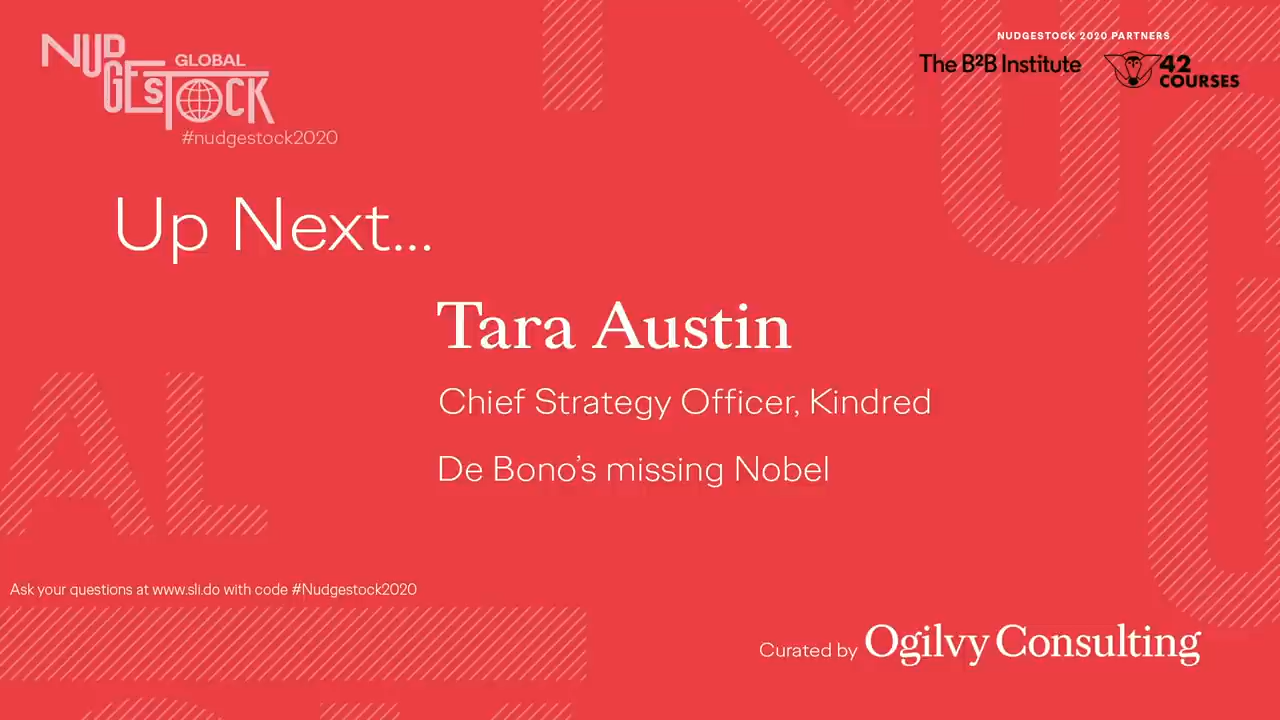 NUDGESTOCK
GLOBAL
#nudgestock2020
NUDGESTOCK 2020 PARTNERS
The B2B Institute
42
COURSES
Up Next...
Tara Austin
Chief Strategy Officer, Kindred
De Bono’s missing Nobel
AL
Ask your questions at www.sli.do with code #Nudgestock2020
Curated by Ogilvy Consulting